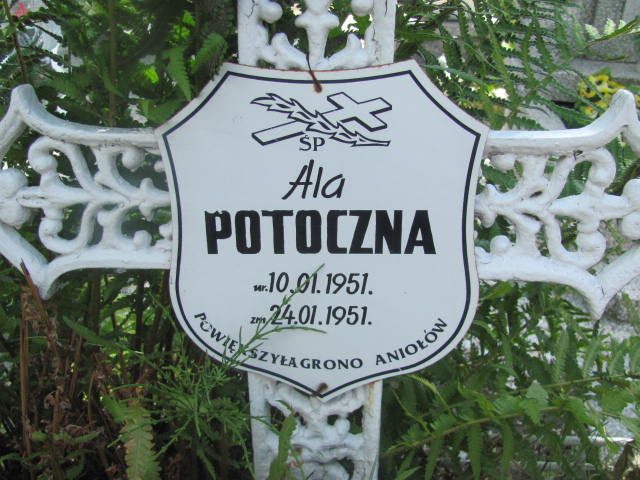 ŚP
Ala
POTOCZNA
ur. 10.01.1951.
zm 24.01.1951.
POWIĘKSZYŁA GRONO ANIOŁÓW